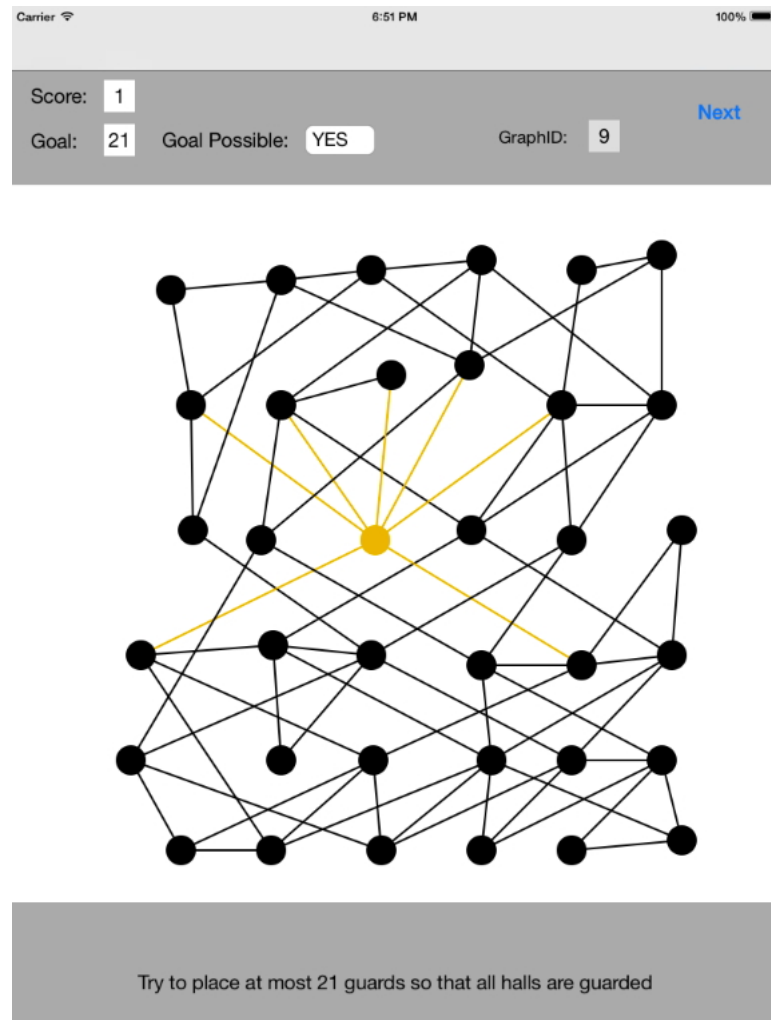 Carrier 6:51 PM 100%
Score: 1
Next
Goal: 21 Goal Possible: YES GraphID: 9
Try to place at most 21 guards so that all halls are guarded